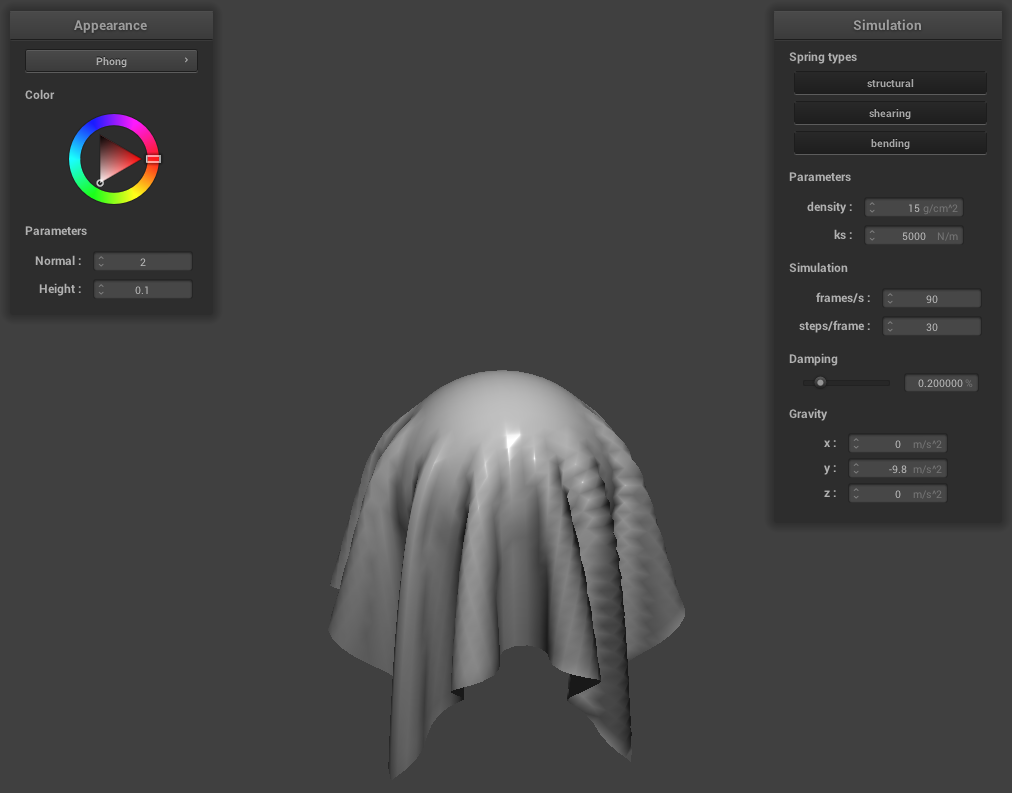 Appearance
Phong ›
Color
Parameters
Normal : 2
Height : 0.1
Simulation
Spring types
structural
shearing
bending
Parameters
density : 15 g/cm^2
ks : 5000 N/m
Simulation
frames/s : 90
steps/frame : 30
Damping
0.200000 %
Gravity
x : 0 m/s^2
y : -9.8 m/s^2
z : 0 m/s^2